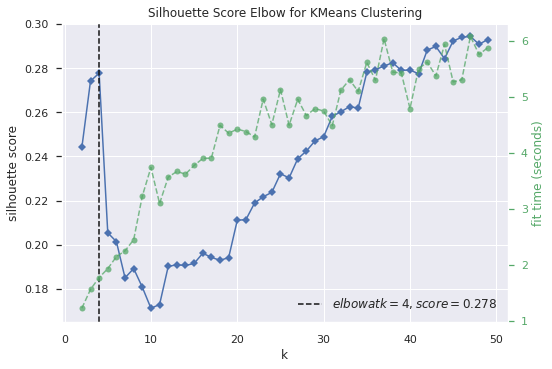 Silhouette Score Elbow for KMeans Clustering
silhouette score
0.30
0.28
0.26
0.24
0.22
0.20
0.18
6
5
4
3
2
1
fit time (seconds)
elbowatk = 4, score = 0.278
0 10 20 30 40 50
k